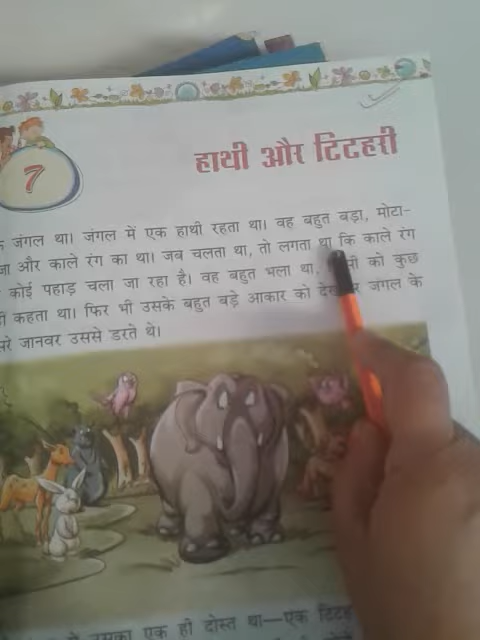 7
हाथी और टिटहरी
जंगल था। जंगल में एक हाथी रहता था। वह बहुत बड़ा, मोटा-
और काले रंग का था। जब चलता था, तो लगता था कि काले रंग
कोई पहाड़ चला जा रहा है। वह बहुत भला था, को कुछ
कहता था। फिर भी उसके बहुत बड़े आकार को जंगल के
जानवर उससे डरते थे।
उसका एक ही दोस्त था—एक